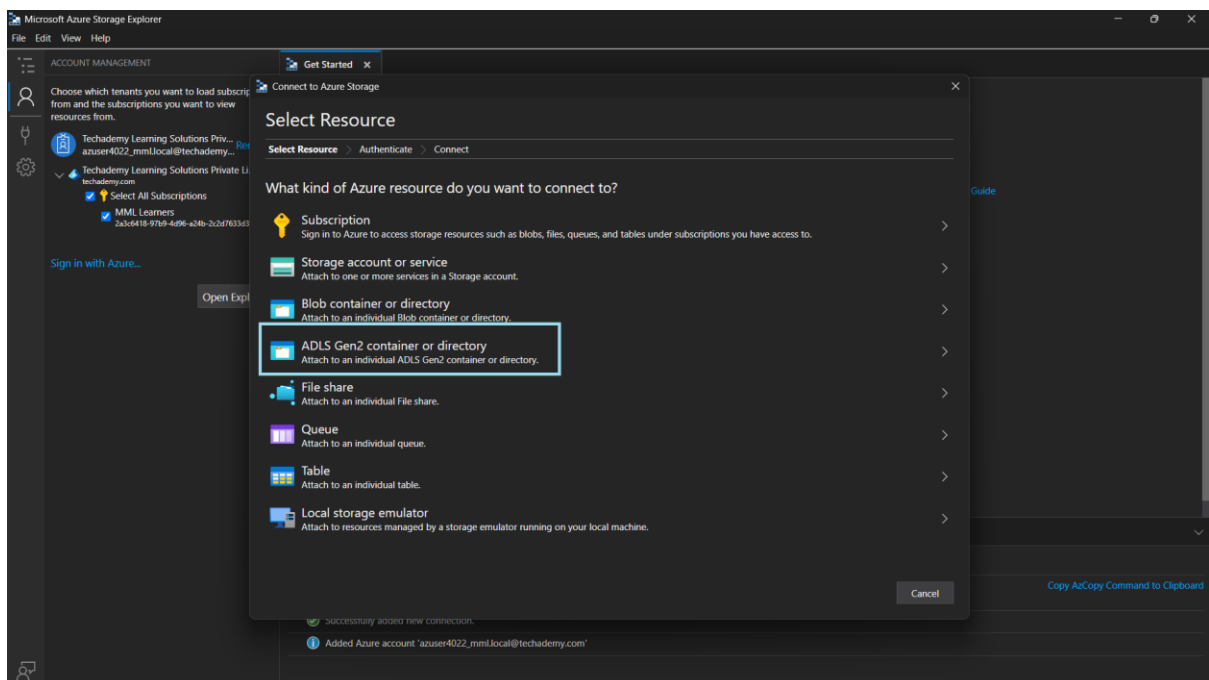 Microsoft Azure Storage Explorer
File Edit View Help
ACCOUNT MANAGEMENT
Get Started ×
Choose which tenants you want to load subscrip
from and the subscriptions you want to view
resources from.
Techademy Learning Solutions Priv...
azuser4022_mml.local@techademy...
Techademy Learning Solutions Private Li
techademy.com
Select All Subscriptions
MML Learners
2a3c6418-97b9-4d96-a24b-2c2d7633d3
Sign in with Azure...
Open Expl
Connect to Azure Storage
Select Resource
Select Resource > Authenticate > Connect
What kind of Azure resource do you want to connect to?
Subscription
Sign in to Azure to access storage resources such as blobs, files, queues, and tables under subscriptions you have access to.
Storage account or service
Attach to one or more services in a Storage account.
Blob container or directory
Attach to an individual Blob container or directory.
ADLS Gen2 container or directory
Attach to an individual ADLS Gen2 container or directory.
File share
Attach to an individual File share.
Queue
Attach to an individual queue.
Table
Attach to an individual table.
Local storage emulator
Attach to resources managed by a storage emulator running on your local machine.
Cancel
Guide
Copy AzCopy Command to Clipboard
Successfully added new connection.
Added Azure account 'azuser4022_mml.local@techademy.com'